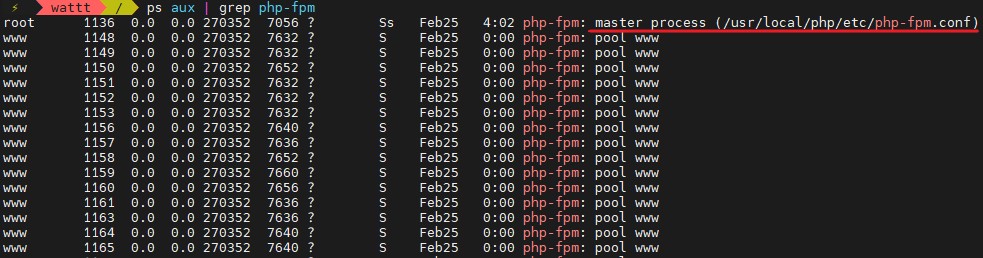 ⚡ wattt / ps aux | grep php-fpm
root 1136 0.0 0.0 270352 7056 ? Ss Feb25 4:02 php-fpm: master process (/usr/local/php/etc/php-fpm.conf)
www 1148 0.0 0.0 270352 7632 ? S Feb25 0:00 php-fpm: pool www
www 1149 0.0 0.0 270352 7632 ? S Feb25 0:00 php-fpm: pool www
www 1150 0.0 0.0 270352 7652 ? S Feb25 0:00 php-fpm: pool www
www 1151 0.0 0.0 270352 7632 ? S Feb25 0:00 php-fpm: pool www
www 1152 0.0 0.0 270352 7632 ? S Feb25 0:00 php-fpm: pool www
www 1153 0.0 0.0 270352 7632 ? S Feb25 0:00 php-fpm: pool www
www 1156 0.0 0.0 270352 7640 ? S Feb25 0:00 php-fpm: pool www
www 1157 0.0 0.0 270352 7636 ? S Feb25 0:00 php-fpm: pool www
www 1158 0.0 0.0 270352 7652 ? S Feb25 0:00 php-fpm: pool www
www 1159 0.0 0.0 270352 7660 ? S Feb25 0:00 php-fpm: pool www
www 1160 0.0 0.0 270352 7656 ? S Feb25 0:00 php-fpm: pool www
www 1161 0.0 0.0 270352 7636 ? S Feb25 0:00 php-fpm: pool www
www 1163 0.0 0.0 270352 7636 ? S Feb25 0:00 php-fpm: pool www
www 1164 0.0 0.0 270352 7640 ? S Feb25 0:00 php-fpm: pool www
www 1165 0.0 0.0 270352 7640 ? S Feb25 0:00 php-fpm: pool www